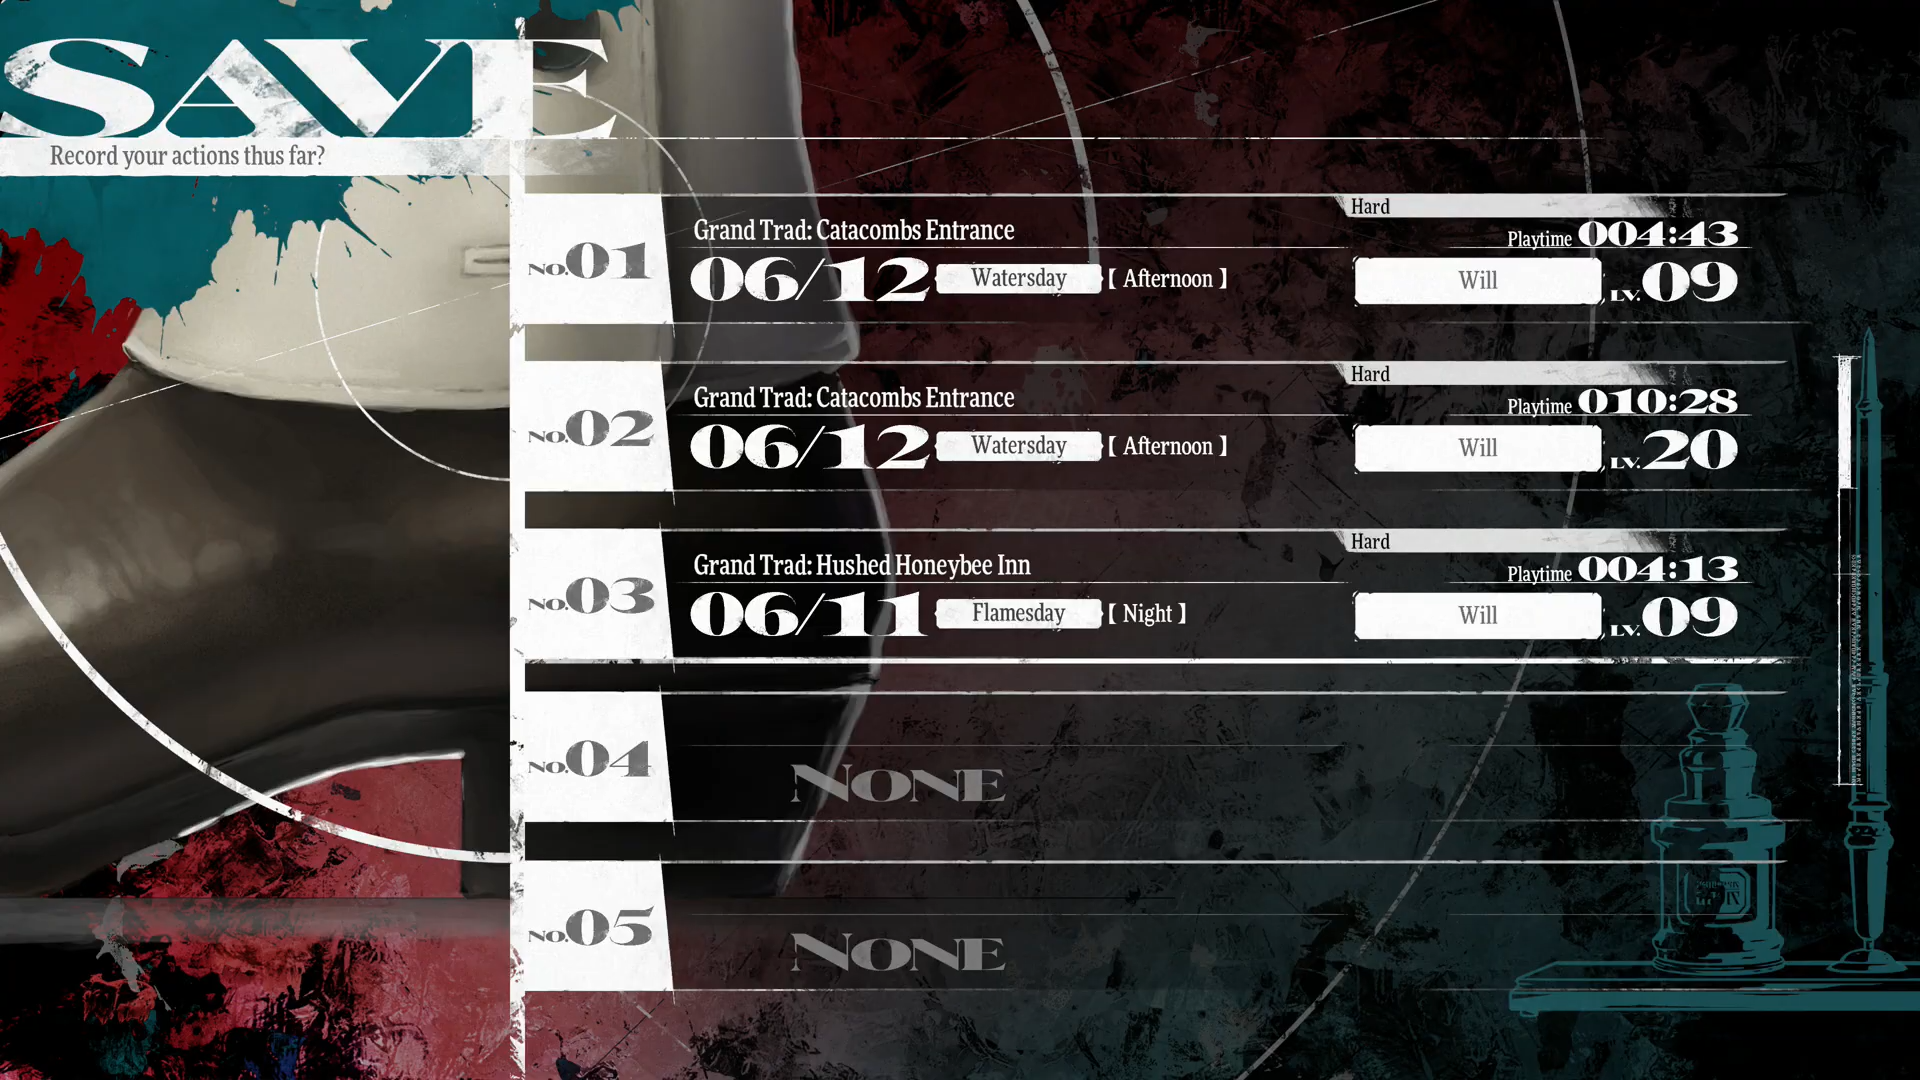 SAVE
Record your actions thus far?
No.01
Grand Trad: Catacombs Entrance
Hard
Playtime 004:43
06/12 Watersday [ Afternoon ]
Will Lv.09
No.02
Grand Trad: Catacombs Entrance
Hard
Playtime 010:28
06/12 Watersday [ Afternoon ]
Will Lv.20
No.03
Grand Trad: Hushed Honeybee Inn
Hard
Playtime 004:13
06/11 Flamesday [ Night ]
Will Lv.09
No.04
NONE
No.05
NONE